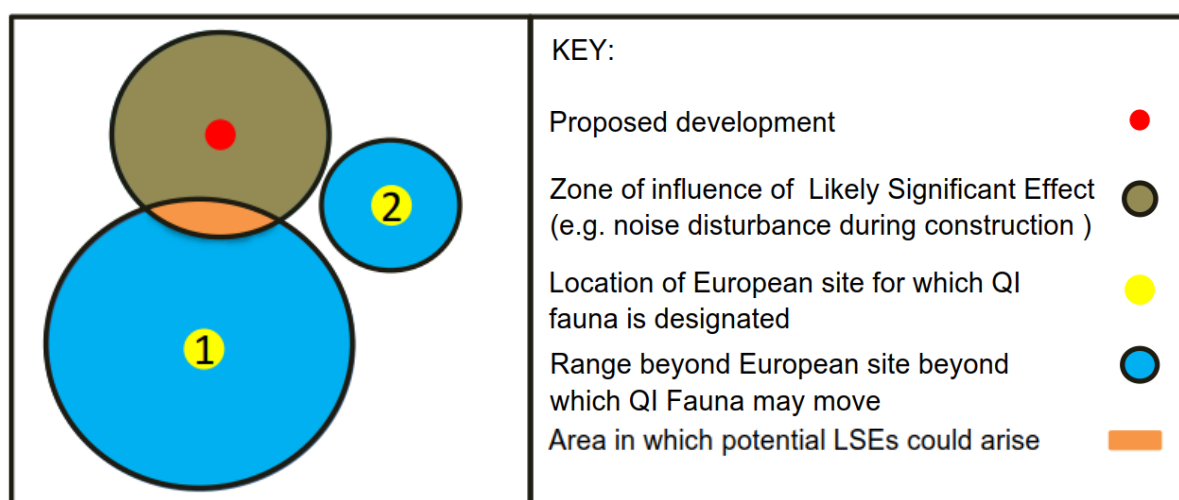 1
2
KEY:
Proposed development
Zone of influence of Likely Significant Effect
(e.g. noise disturbance during construction )
Location of European site for which QI
fauna is designated
Range beyond European site beyond
which QI Fauna may move
Area in which potential LSEs could arise